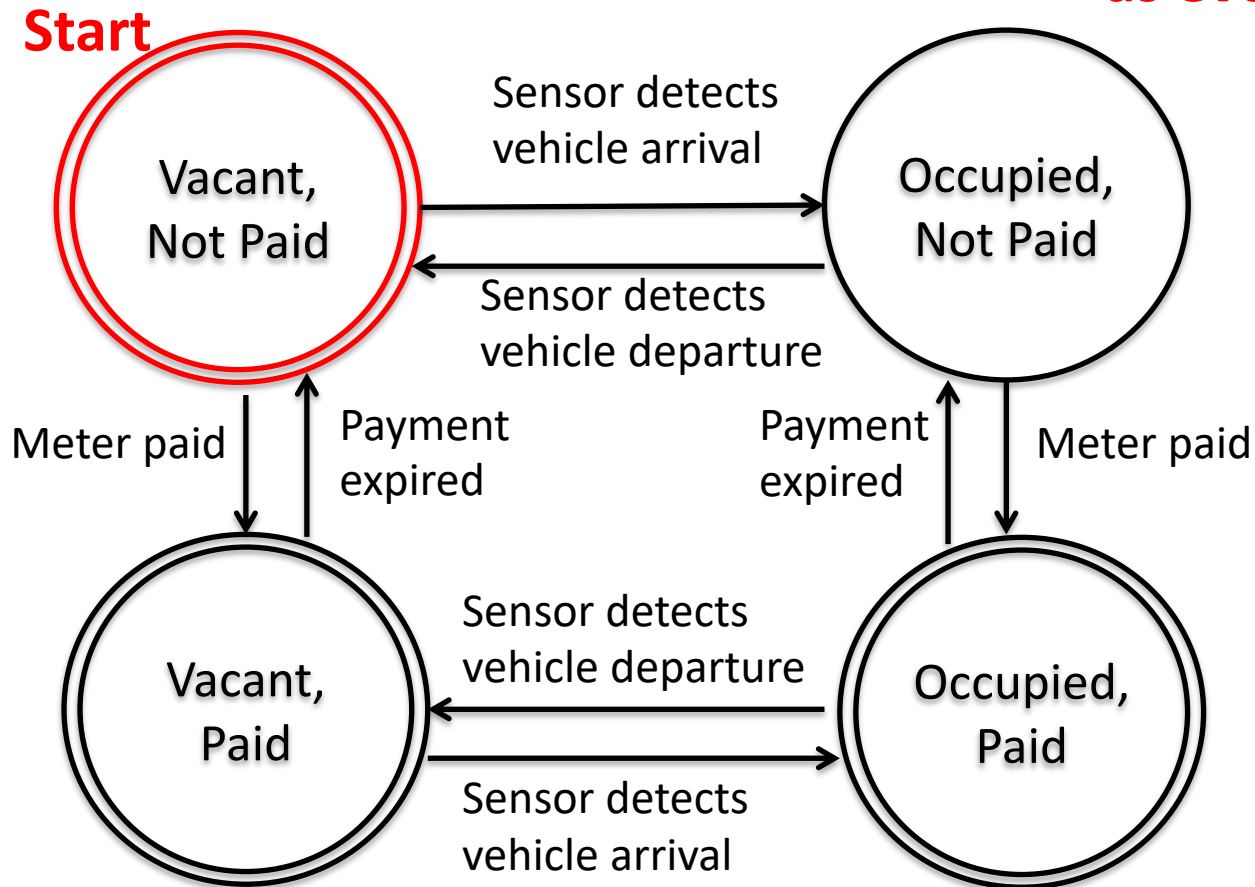 Start
Vacant,
Not Paid
Sensor detects
vehicle arrival
Occupied,
Not Paid
Sensor detects
vehicle departure
Meter paid
Payment
expired
Payment
expired
Meter paid
Vacant,
Paid
Sensor detects
vehicle departure
Occupied,
Paid
Sensor detects
vehicle arrival